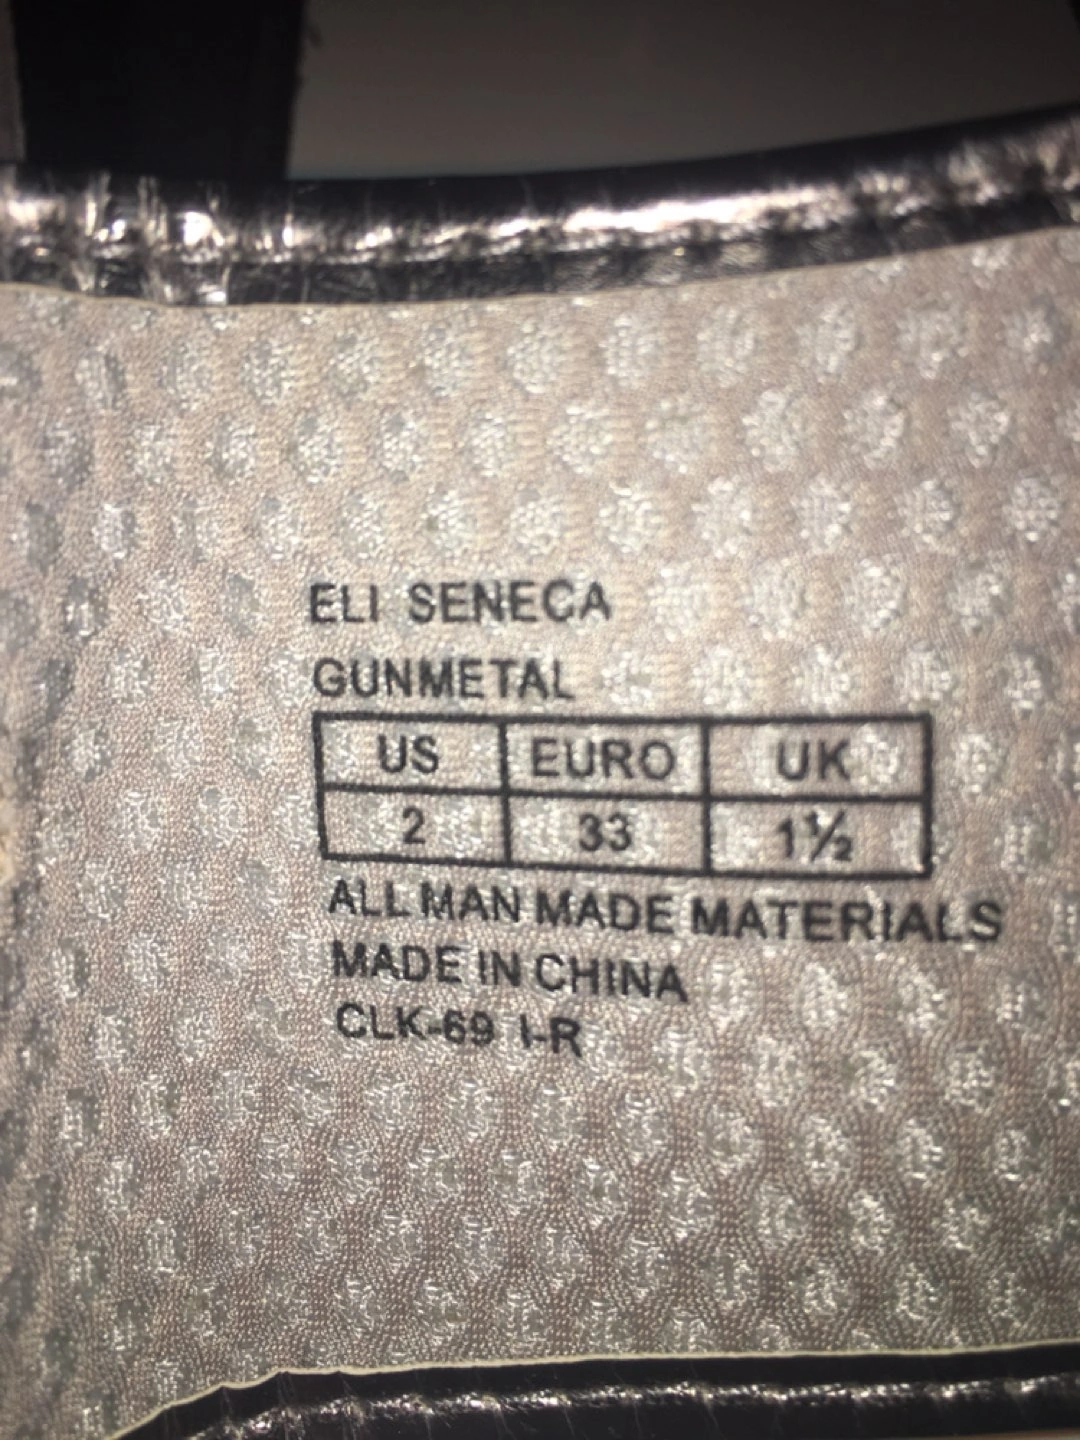 ELI SENECA
GUNMETAL
US EURO UK
2 33 1½
ALL MAN MADE MATERIALS
MADE IN CHINA
CLK-69 I-R